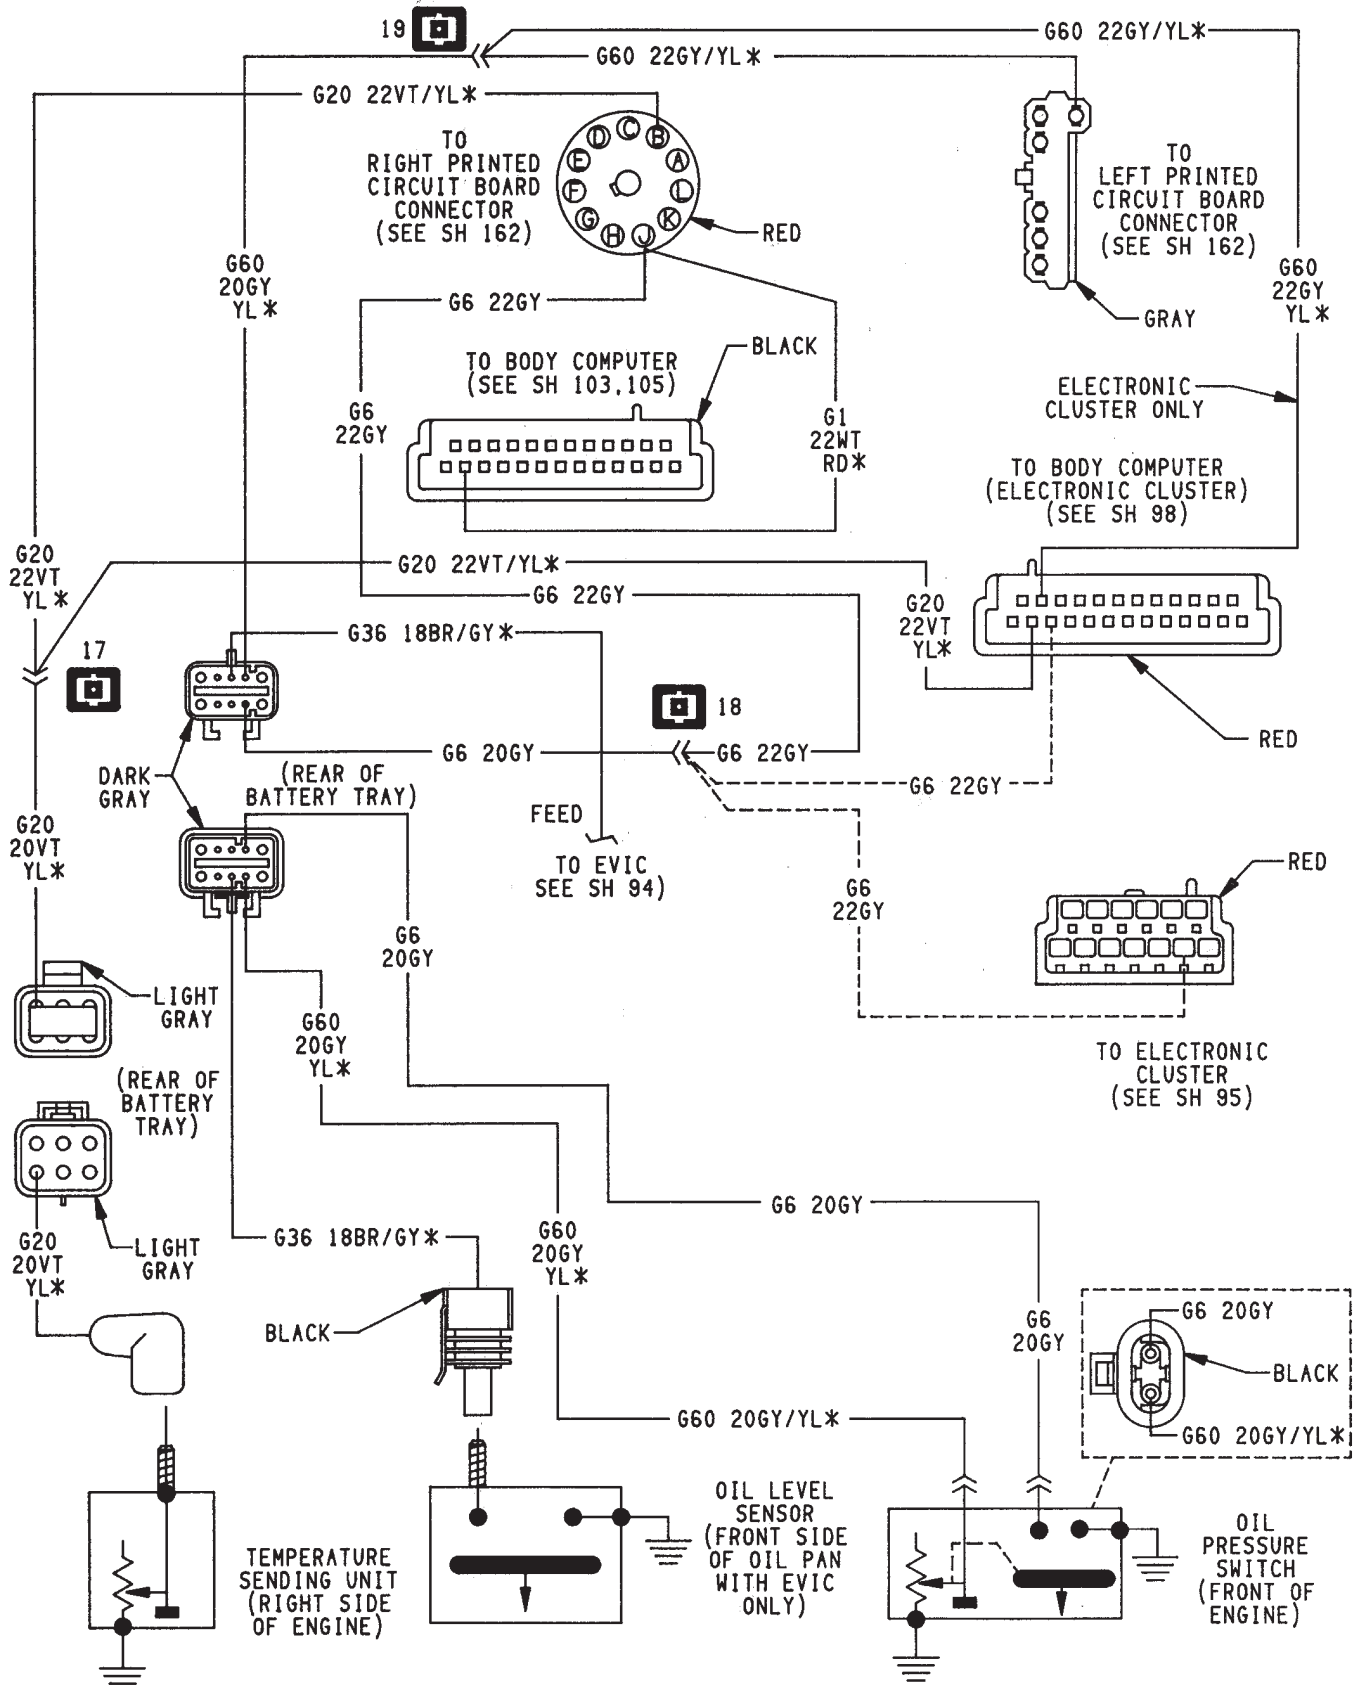 19
G60 22GY/YL*
G60 22GY/YL*
G20 22VT/YL*
TO
RIGHT PRINTED
CIRCUIT BOARD
CONNECTOR
(SEE SH 162)
C
D
B
E
A
F
L
G
K
H
J
RED
TO
LEFT PRINTED
CIRCUIT BOARD
CONNECTOR
(SEE SH 162)
GRAY
G60
20GY
YL*
G60
22GY
YL*
G6 22GY
TO BODY COMPUTER
(SEE SH 103,105)
BLACK
G6
22GY
G1
22WT
RD*
ELECTRONIC
CLUSTER ONLY
TO BODY COMPUTER
(ELECTRONIC CLUSTER)
(SEE SH 98)
G20
22VT
YL*
G20 22VT/YL*
G6 22GY
G20
22VT
YL*
G36 18BR/GY*
17
18
RED
G6 20GY
G6 22GY
G6 22GY
DARK
GRAY
(REAR OF
BATTERY TRAY)
FEED
TO EVIC
SEE SH 94)
G20
20VT
YL*
G6
22GY
RED
G6
20GY
LIGHT
GRAY
G60
20GY
YL*
TO ELECTRONIC
CLUSTER
(SEE SH 95)
(REAR OF
BATTERY
TRAY)
G6 20GY
G20
20VT
YL*
LIGHT
GRAY
G36 18BR/GY*
G60
20GY
YL*
BLACK
G6
20GY
G6 20GY
BLACK
G60 20GY/YL*
G60 20GY/YL*
TEMPERATURE
SENDING UNIT
(RIGHT SIDE
OF ENGINE)
OIL LEVEL
SENSOR
(FRONT SIDE
OF OIL PAN
WITH EVIC
ONLY)
OIL
PRESSURE
SWITCH
(FRONT OF
ENGINE)